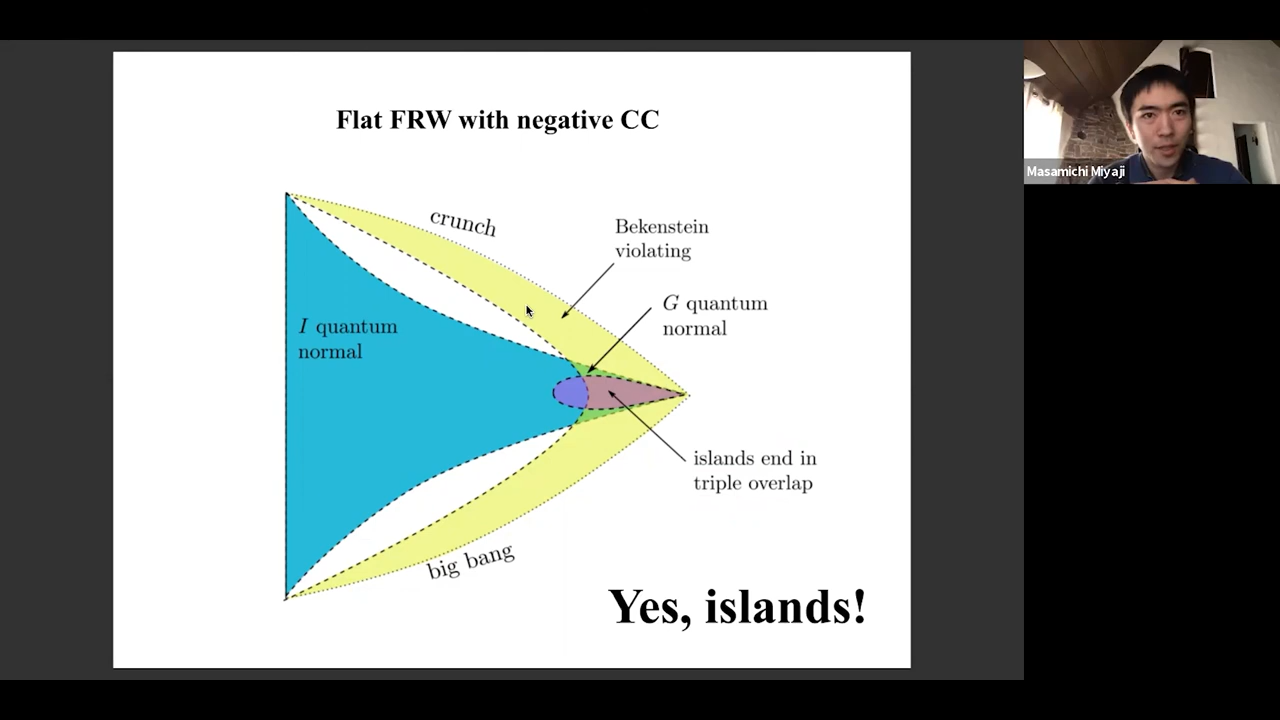 Flat FRW with negative CC
crunch
Bekenstein
violating
G quantum
normal
I quantum
normal
islands end in
triple overlap
big bang
Yes, islands!
Masamichi Miyaji